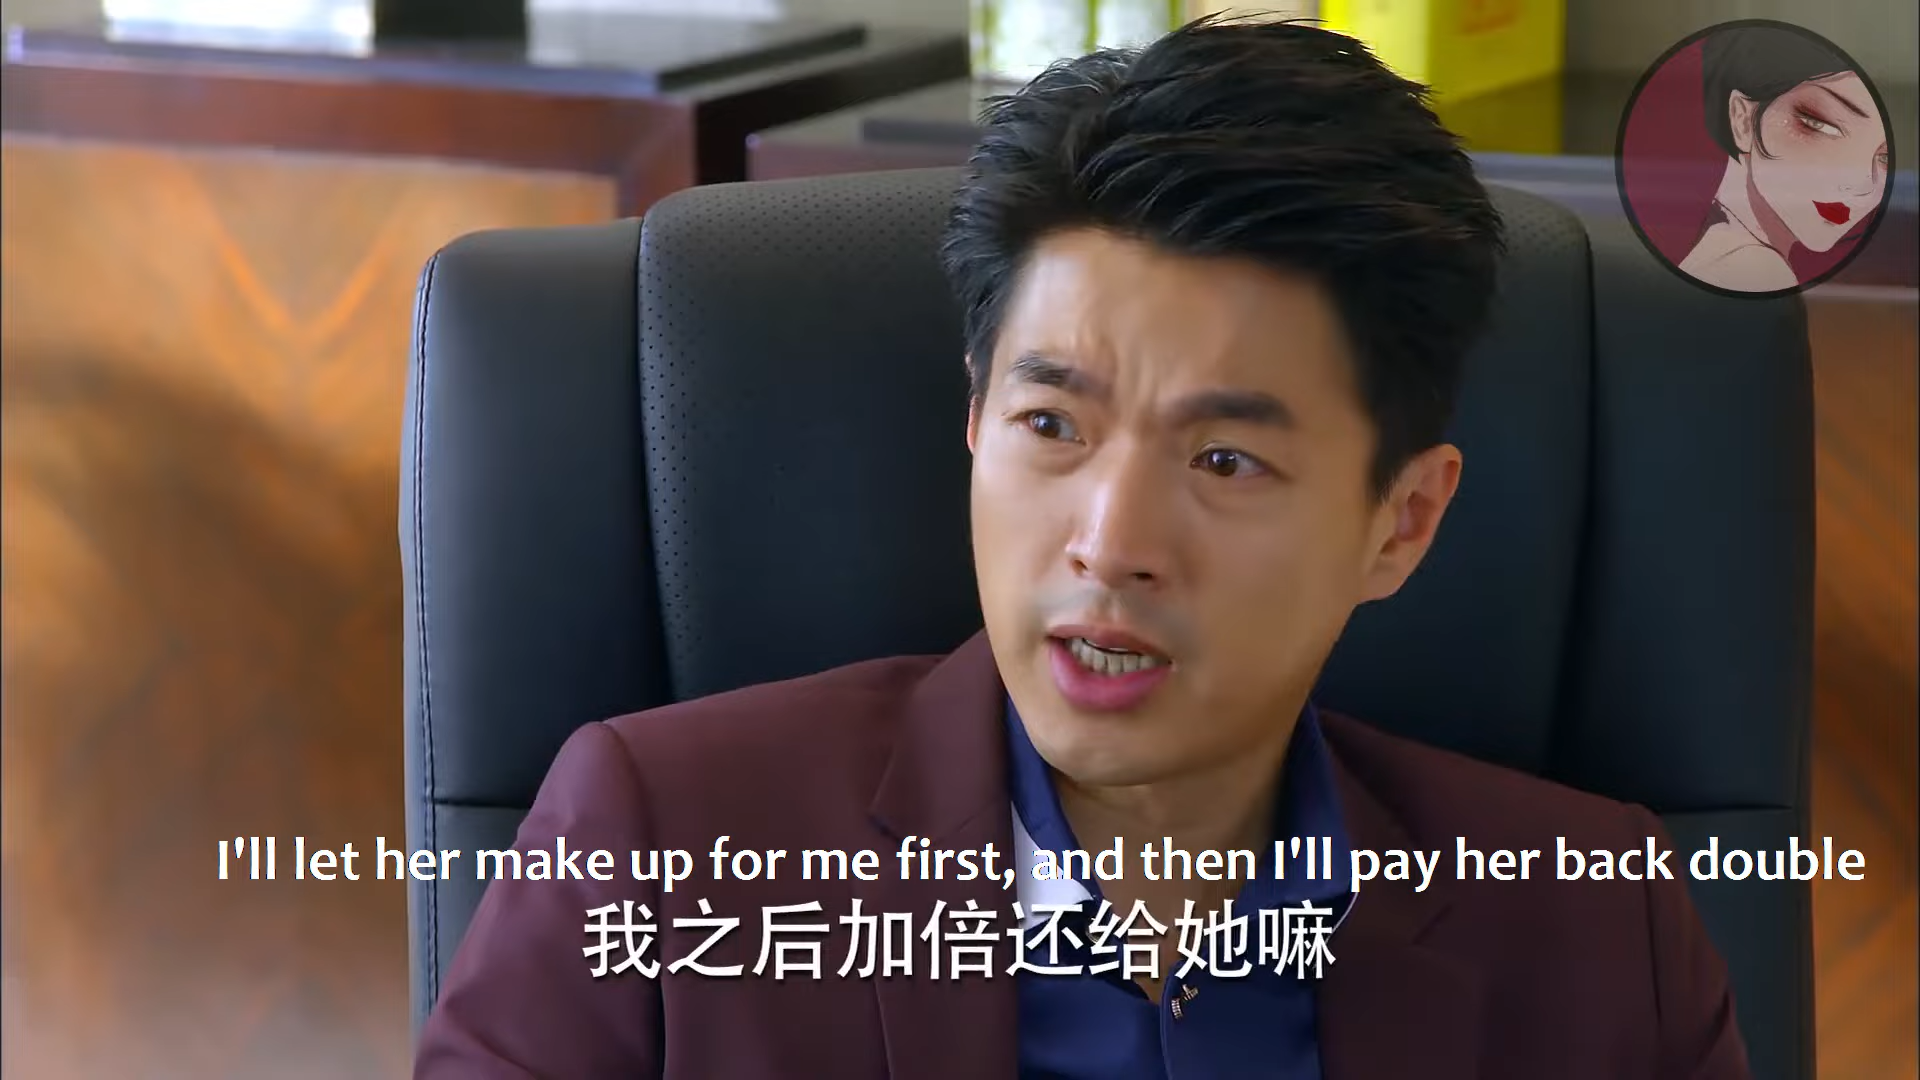 I'll let her make up for me first, and then I'll pay her back double
我之后加倍还给她嘛